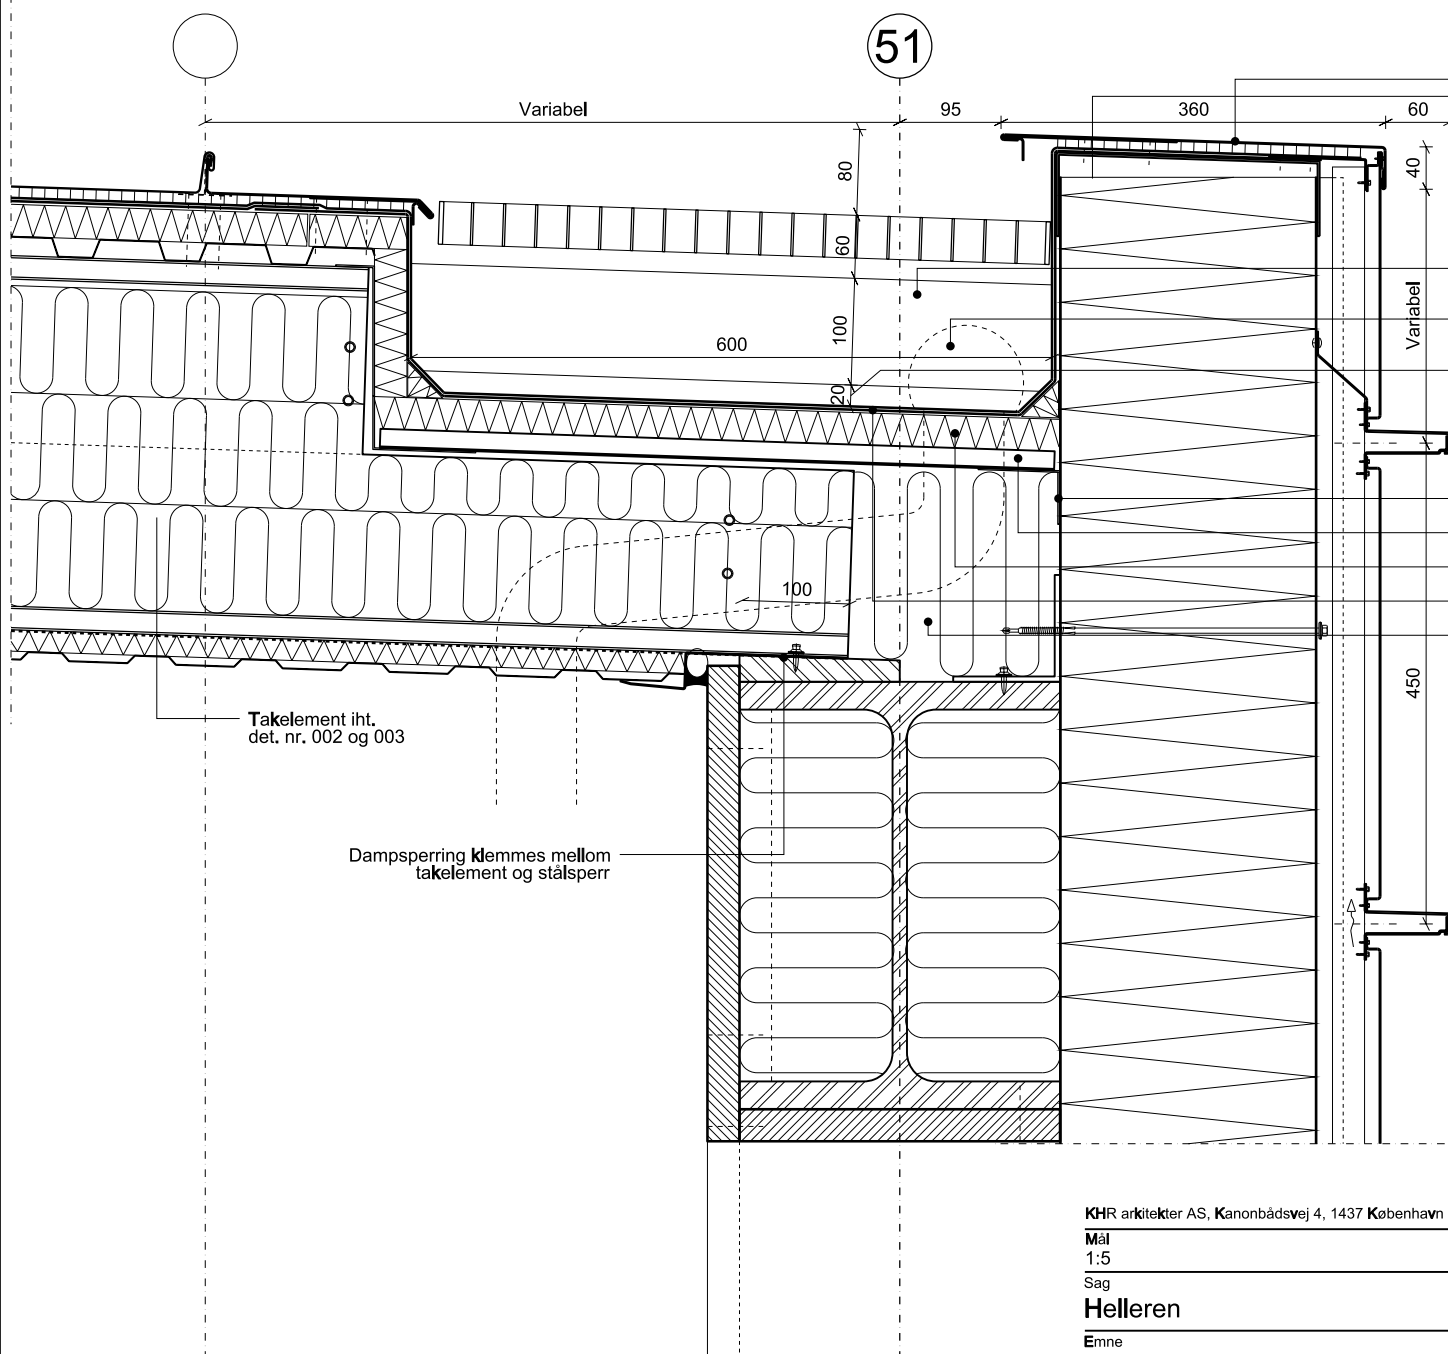 51
Variabel
95
360
60
80
40
60
Variabel
100
600
20
100
450
Takelement iht.
det. nr. 002 og 003
Dampsperring klemmes mellom
takelement og stålsperr
KHR arkitekter AS, Kanonbådsvej 4, 1437 København
Mål
1:5
Sag
Helleren
Emne